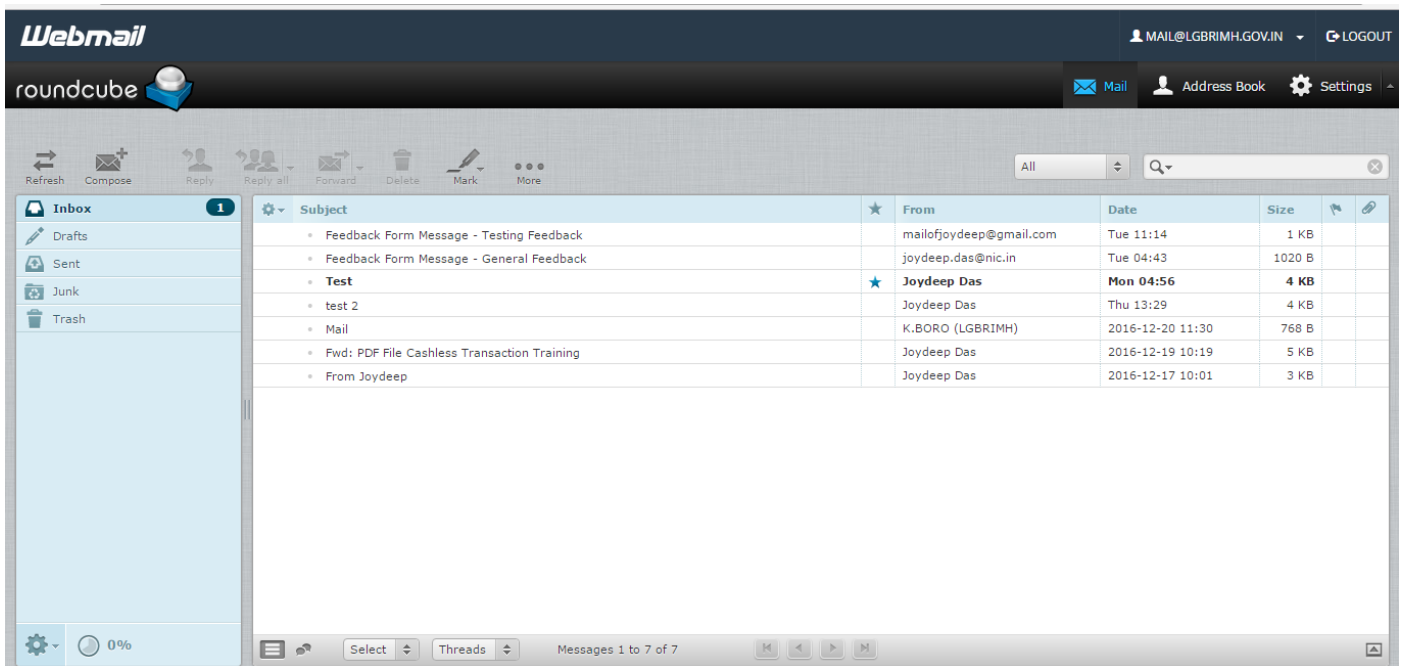 Webmail
MAIL@LGBRIMH.GOV.IN LOGOUT
roundcube Mail Address Book Settings
Refresh Compose Reply Reply all Forward Delete Mark More All
Inbox 1 Subject From Date Size
Drafts Feedback Form Message - Testing Feedback mailofjoydeep@gmail.com Tue 11:14 1 KB
Sent Feedback Form Message - General Feedback joydeep.das@nic.in Tue 04:43 1020 B
Junk Test Joydeep Das Mon 04:56 4 KB
test 2 Joydeep Das Thu 13:29 4 KB
Trash Mail K.BORO (LGBRIMH) 2016-12-20 11:30 768 B
Fwd: PDF File Cashless Transaction Training Joydeep Das 2016-12-19 10:19 5 KB
From Joydeep Joydeep Das 2016-12-17 10:01 3 KB
0% Select Threads Messages 1 to 7 of 7